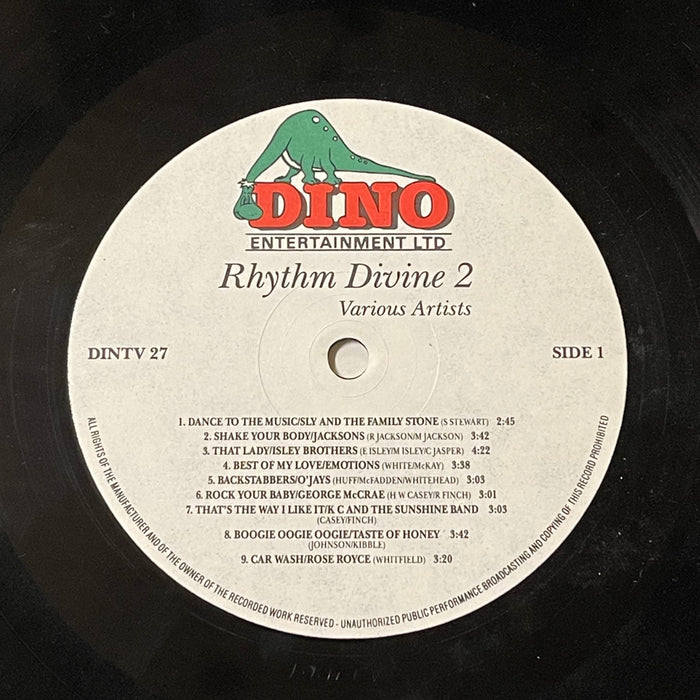 DINO
ENTERTAINMENT LTD
Rhythm Divine 2
Various Artists
DINTV 27
SIDE 1
1. DANCE TO THE MUSIC/SLY AND THE FAMILY STONE (S STEWART) 2:45
2. SHAKE YOUR BODY/JACKSONS (R JACKSON/M JACKSON) 3:42
3. THAT LADY/ISLEY BROTHERS (E ISLEY/M ISLEY/C JASPER) 4:22
4. BEST OF MY LOVE/EMOTIONS (WHITE/McKAY) 3:38
5. BACKSTABBERS/O'JAYS (HUFF/McFADDEN/WHITEHEAD) 3:03
6. ROCK YOUR BABY/GEORGE McCRAE (H W CASEY/R FINCH) 3:01
7. THAT'S THE WAY I LIKE IT/K C AND THE SUNSHINE BAND 3:03
(CASEY/FINCH)
8. BOOGIE OOGIE OOGIE/TASTE OF HONEY 3:42
(JOHNSON/KIBBLE)
9. CAR WASH/ROSE ROYCE (WHITFIELD) 3:20
ALL RIGHTS OF THE MANUFACTURER AND OF THE OWNER OF THE RECORDED WORK RESERVED - UNAUTHORIZED PUBLIC PERFORMANCE BROADCASTING AND COPYING OF THIS RECORD PROHIBITED